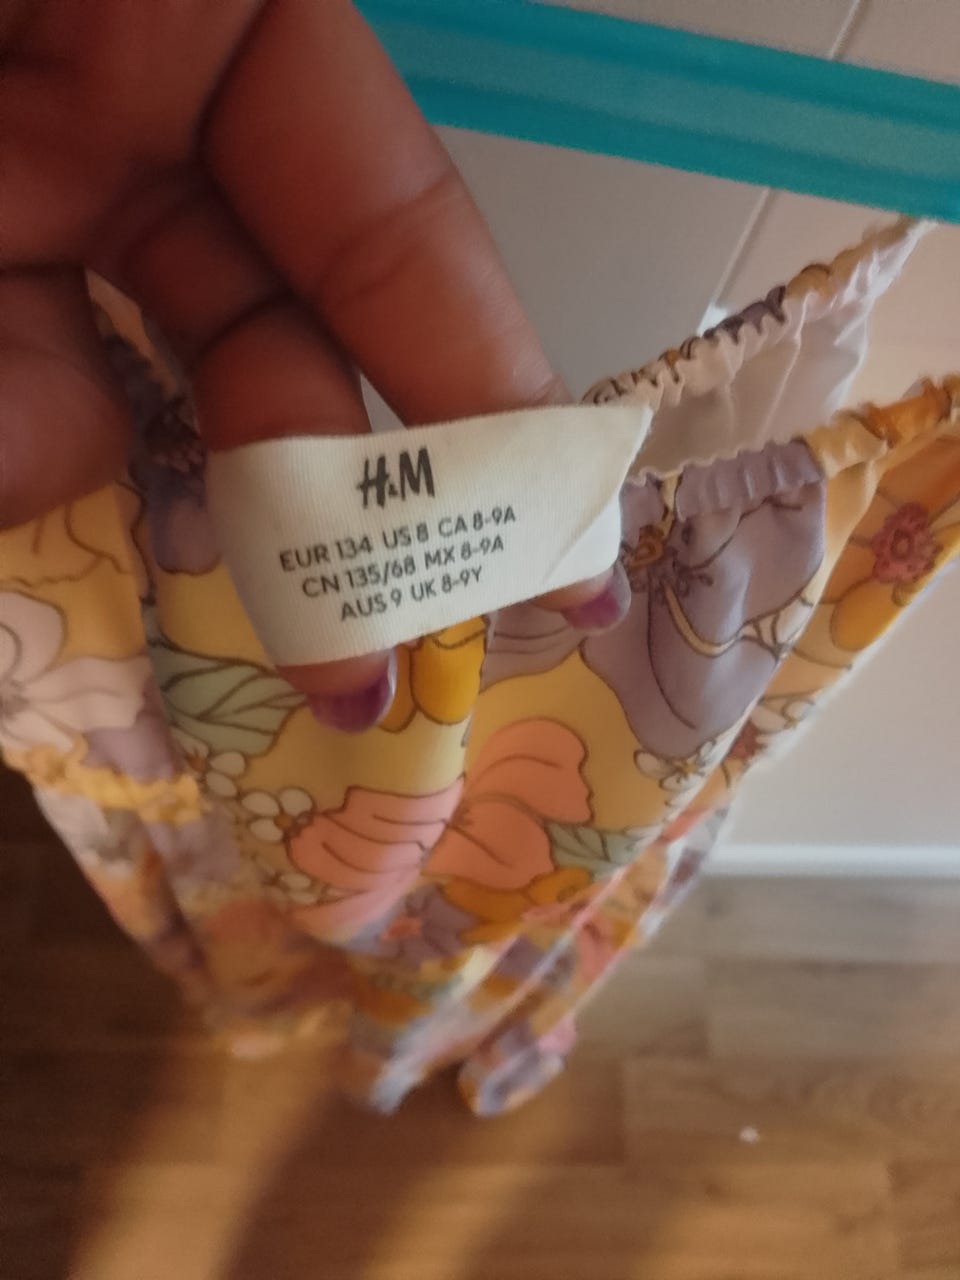 H&M
EUR 134 US 8 CA 8-9A
CN 135/68 MX 8-9A
AUS 9 UK 8-9Y